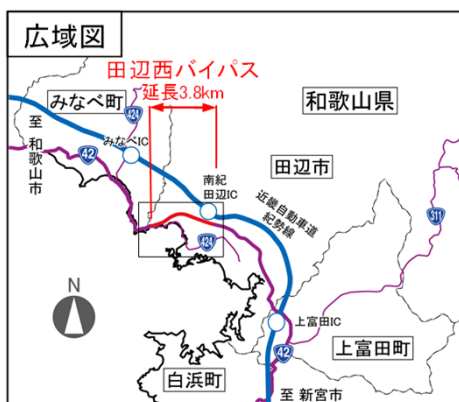 広域図
田辺西バイパス
延長3.8km
みなべ町
424
和歌山県
至 和歌山市
みなべIC
42
田辺市
南紀
田辺IC
近畿自動車道
紀勢線
311
424
N
上富田IC
42
上富田町
白浜町
至 新宮市